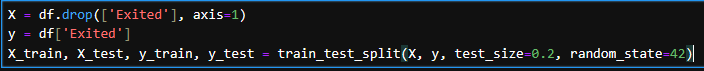 X = df.drop(['Exited'], axis=1)
y = df['Exited']
X_train, X_test, y_train, y_test = train_test_split(X, y, test_size=0.2, random_state=42)